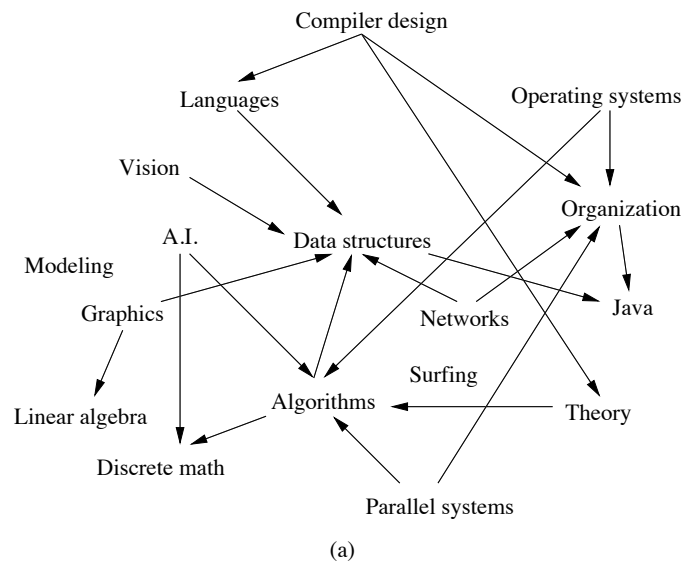 Compiler design
Languages
Operating systems
Vision
Organization
A.I.
Data structures
Modeling
Graphics
Networks
Java
Surfing
Linear algebra
Algorithms
Theory
Discrete math
Parallel systems
(a)